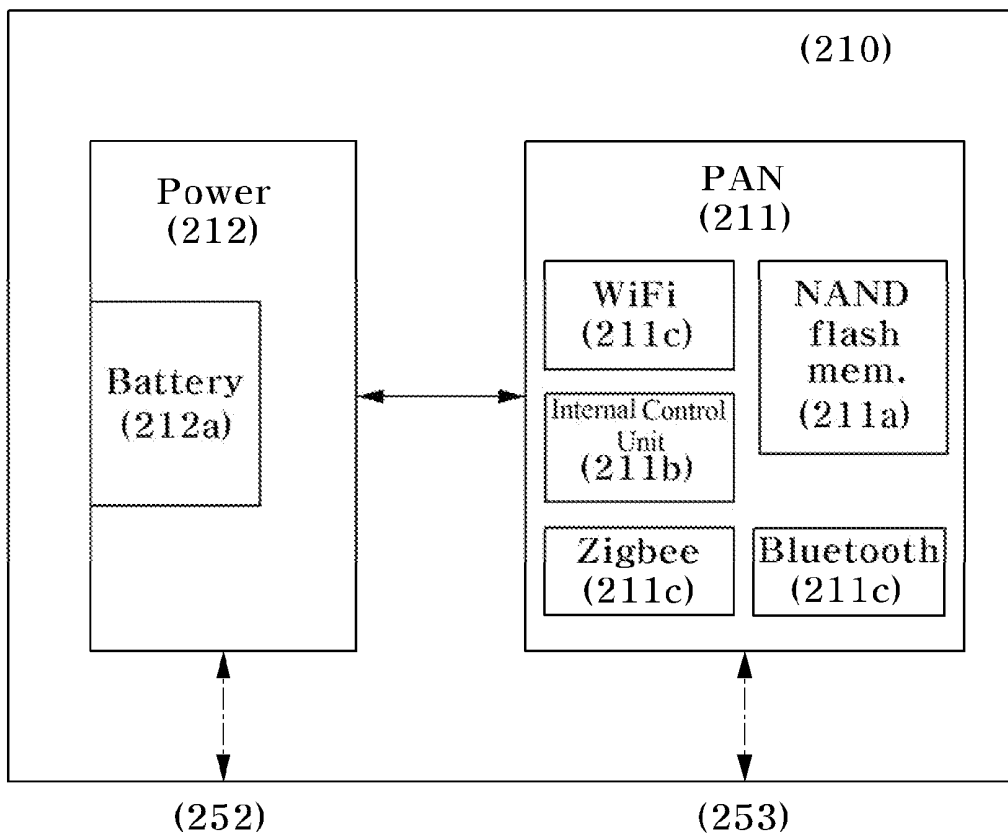 (210)
Power
(212)
Battery
(212a)
PAN
(211)
WiFi
(211c)
NAND
flash
mem.
(211a)
Internal Control
Unit
(211b)
Zigbee
(211c)
Bluetooth
(211c)
(252)
(253)